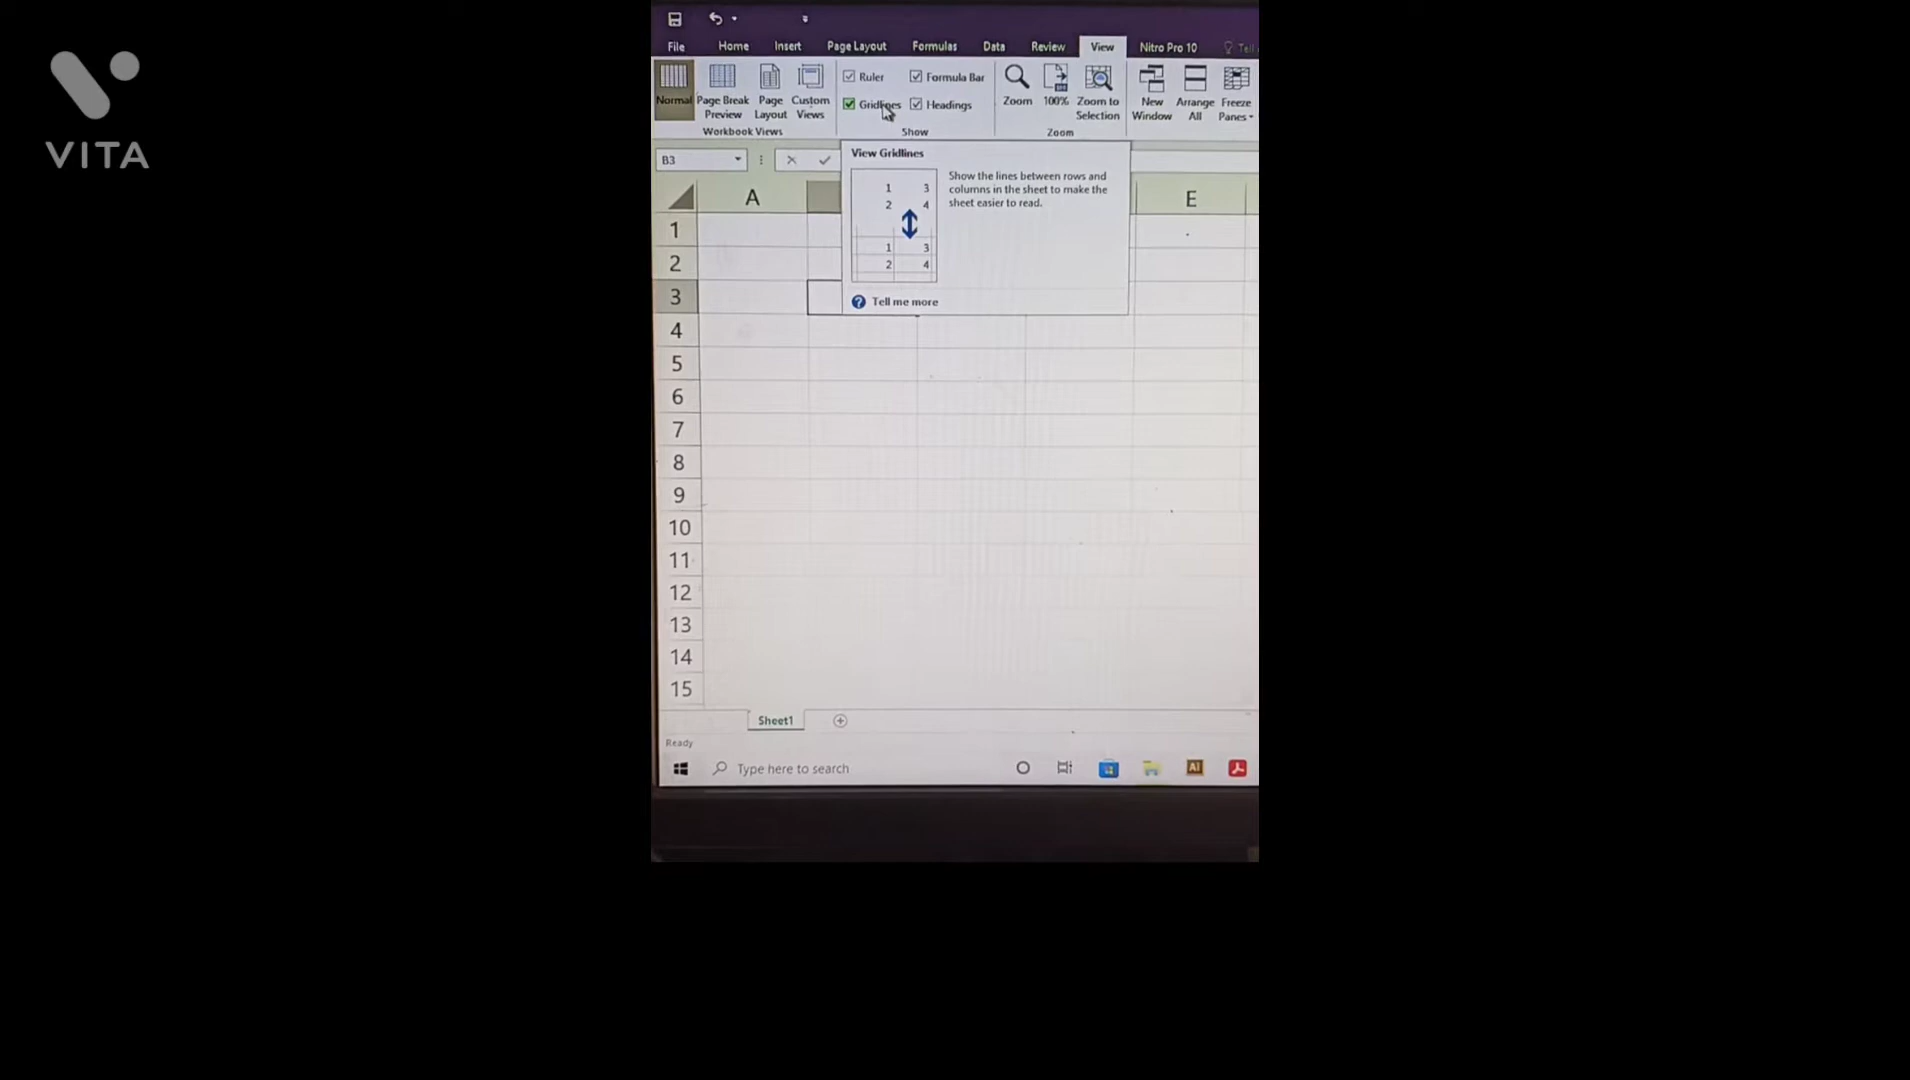 VITA
File Home Insert Page Layout Formulas Data Review View Nitro Pro 10 Tell
Normal Page Break Preview Page Layout Custom Views
Workbook Views
Ruler Formula Bar
Gridlines Headings
Show
Zoom 100% Zoom to Selection
Zoom
New Window Arrange All Freeze Panes
B3
View Gridlines
Show the lines between rows and
columns in the sheet to make the
sheet easier to read.
1 3
2 4
1 3
2 4
Tell me more
A E
1
2
3
4
5
6
7
8
9
10
11
12
13
14
15
Sheet1
Ready
Type here to search
Ai